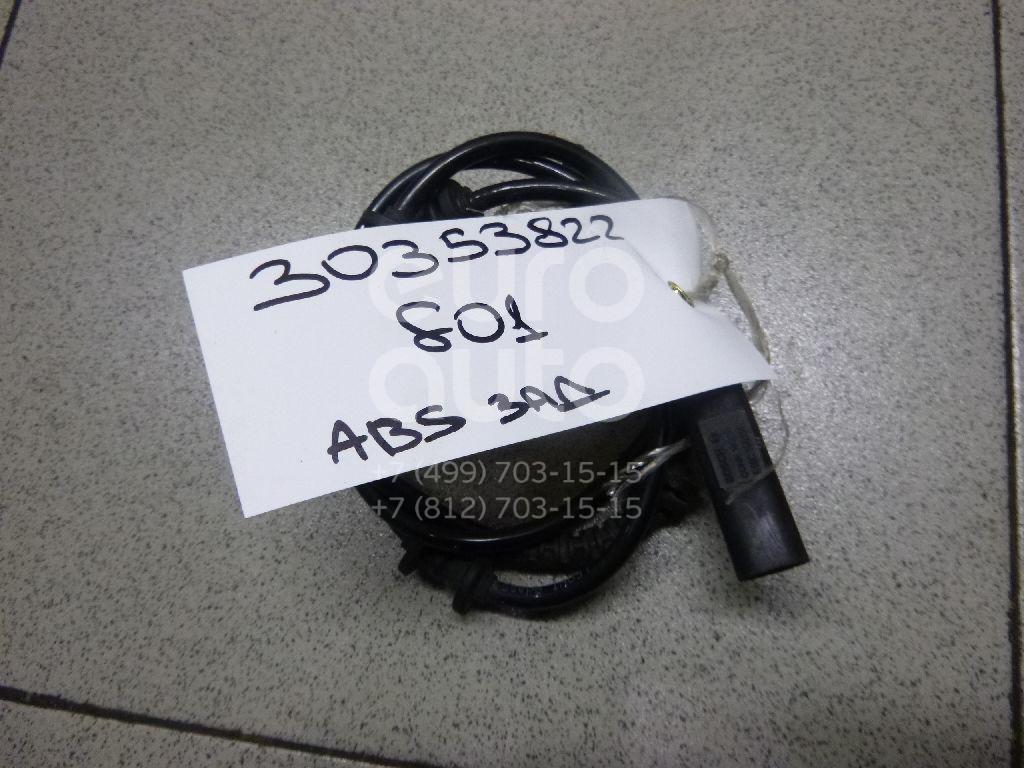 30353822
801
ABS ЗАД
euro
auto
+7 (499) 703-15-15
+7 (812) 703-15-15